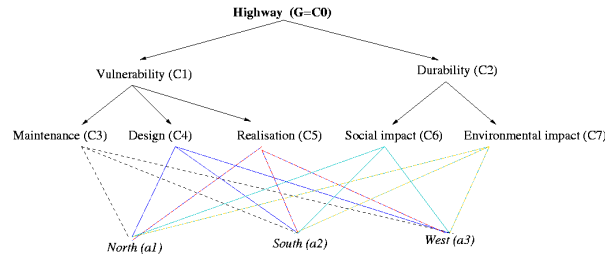 Highway (G=C0)
Vulnerability (C1)
Durability (C2)
Maintenance (C3) Design (C4) Realisation (C5) Social impact (C6) Environmental impact (C7)
North (a1) South (a2) West (a3)